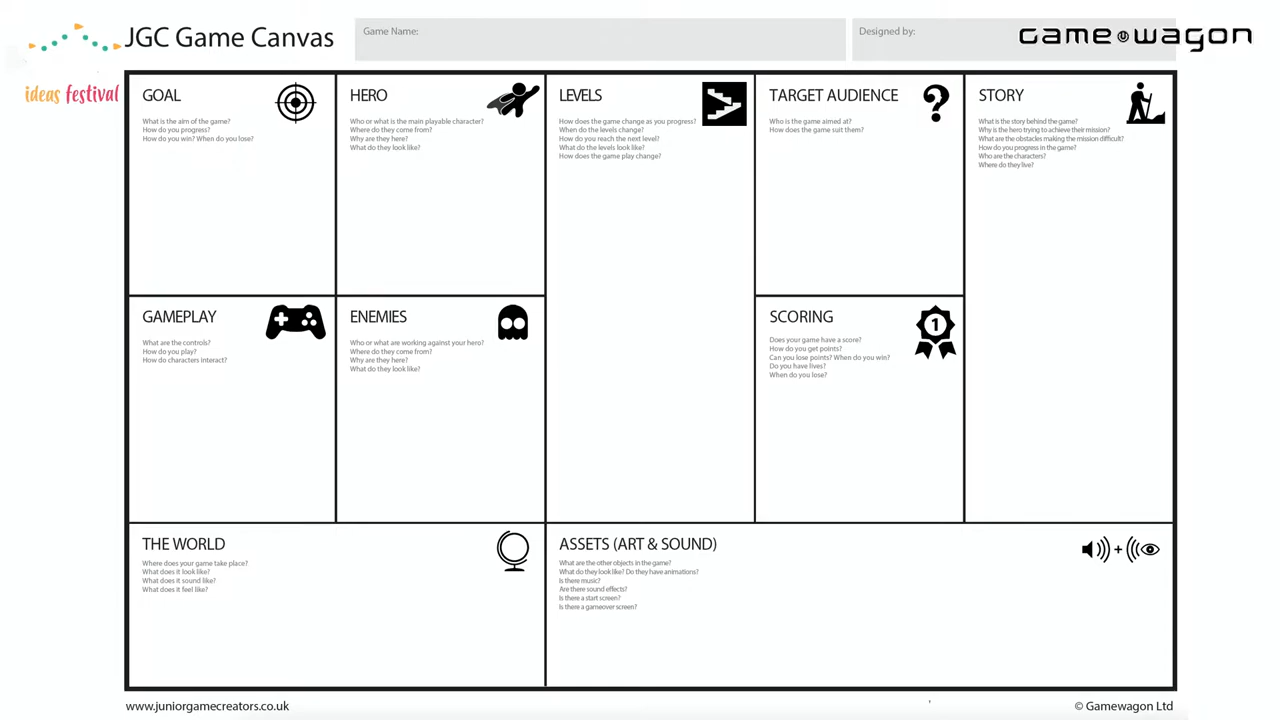 JGC Game Canvas
Game Name:
Designed by:
game wagon
ideas festival
GOAL
What is the aim of the game?
How do you progress?
How do you win? When do you lose?
HERO
Who or what is the main playable character?
Where do they come from?
Why are they here?
What do they look like?
LEVELS
How does the game change as you progress?
When do the levels change?
How do you reach the next level?
What do the levels look like?
How does the game play change?
TARGET AUDIENCE
Who is the game aimed at?
How does the game suit them?
STORY
What is the story behind the game?
Why is the hero trying to achieve their mission?
What are the obstacles making the mission difficult?
How do you progress in the game?
Who are the characters?
Where do they live?
GAMEPLAY
What are the controls?
How do you play?
How do characters interact?
ENEMIES
Who or what are working against your hero?
Where do they come from?
Why are they here?
What do they look like?
SCORING
1
Does your game have a score?
How do you get points?
Can you lose points? When do you win?
Do you have lives?
When do you lose?
THE WORLD
Where does your game take place?
What does it look like?
What does it sound like?
What does it feel like?
ASSETS (ART & SOUND)
What are the other objects in the game?
What do they look like? Do they have animations?
Is there music?
Are there sound effects?
Is there a start screen?
Is there a gameover screen?
www.juniorgamecreators.co.uk
© Gamewagon Ltd